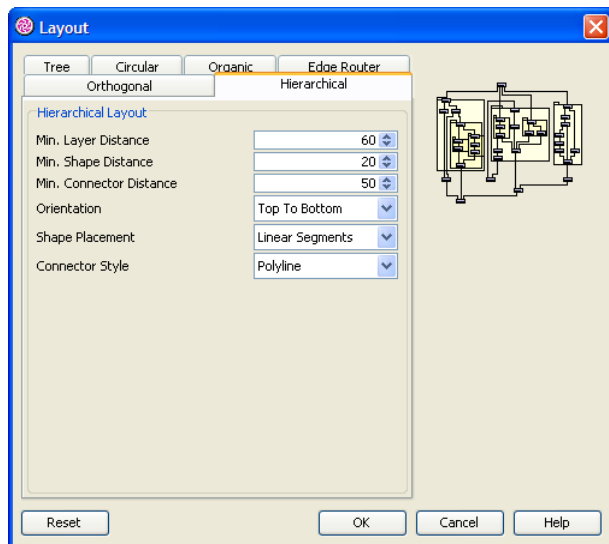 Layout
Tree Circular Organic Edge Router
Orthogonal Hierarchical
Hierarchical Layout
Min. Layer Distance 60
Min. Shape Distance 20
Min. Connector Distance 50
Orientation Top To Bottom
Shape Placement Linear Segments
Connector Style Polyline
Reset OK Cancel Help